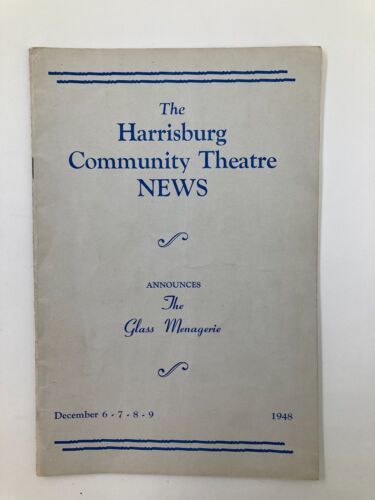 The
Harrisburg
Community Theatre
NEWS
ANNOUNCES
The
Glass Menagerie
December 6 - 7 - 8 - 9 1948